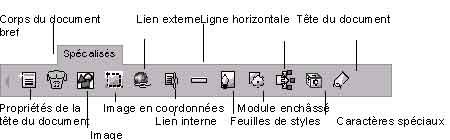 Corps du document
bref
Lien externe
Ligne horizontale
Tête du document
Spécialisés
Propriétés de la
tête du document
Image
Image en coordonnées
Lien interne
Module enchâssé
Feuilles de styles
Caractères spéciaux